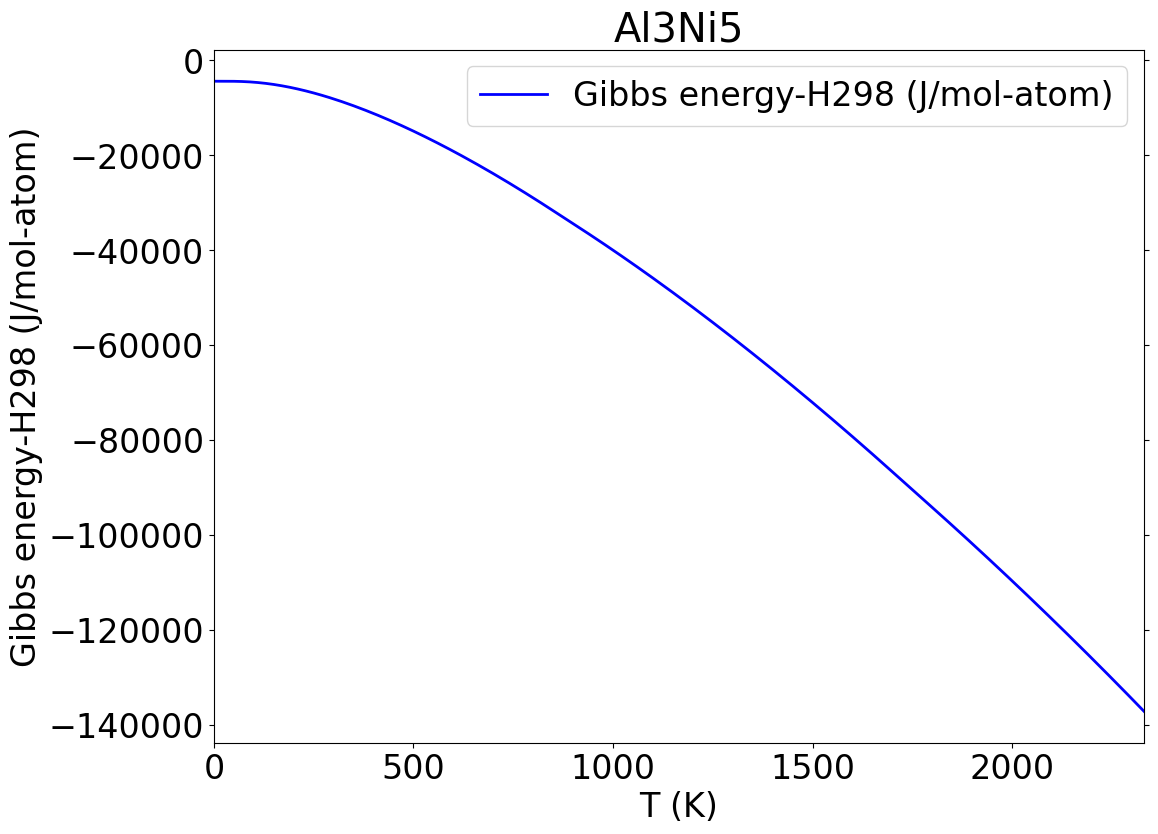 Al3Ni5
Gibbs energy-H298 (J/mol-atom)
Gibbs energy-H298 (J/mol-atom)
0
−20000
−40000
−60000
−80000
−100000
−120000
−140000
0 500 1000 1500 2000
T (K)